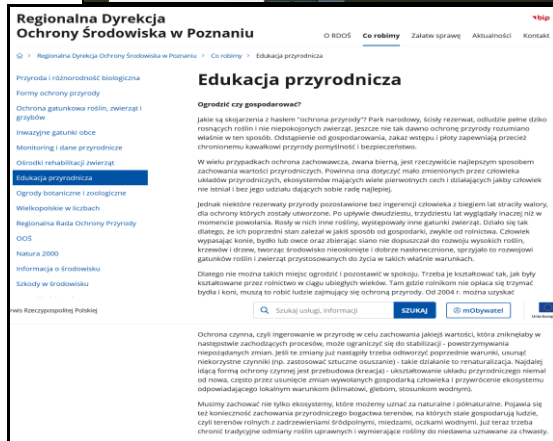 Regionalna Dyrekcja
Ochrony Środowiska w Poznaniu
bip
O RDOŚ Co robimy Załatw sprawę Aktualności Kontakt
Regionalna Dyrekcja Ochrony Środowiska w Poznaniu > Co robimy > Edukacja przyrodnicza
Przyroda i różnorodność biologiczna
Formy ochrony przyrody
Ochrona gatunkowa roślin, zwierząt i
grzybów
Inwazyjne gatunki obce
Monitoring i dane przyrodnicze
Ośrodki rehabilitacji zwierząt
Edukacja przyrodnicza
Ogrody botaniczne i zoologiczne
Wielkopolskie w liczbach
Regionalna Rada Ochrony Przyrody
OOŚ
Natura 2000
Informacja o środowisku
Szkody w środowisku
Edukacja przyrodnicza
Ogrodzić czy gospodarować?
Jakie są skojarzenia z hasłem "ochrona przyrody"? Park narodowy, ścisły rezerwat, odludzie pełne dziko
rosnących roślin i nie niepokojonych zwierząt. Jeszcze nie tak dawno ochronę przyrody rozumiano
właśnie w ten sposób. Odstąpienie od gospodarowania, zakaz wstępu i płoty zapewniają przecież
chronionemu kawałkowi przyrody pomyślność i bezpieczeństwo.
W wielu przypadkach ochrona zachowawcza, zwana bierną, jest rzeczywiście najlepszym sposobem
zachowania wartości przyrodniczych. Powinna ona dotyczyć mało zmienionych przez człowieka
układów przyrodniczych, ekosystemów mających wiele pierwotnych cech i działających jakby człowiek
nie istniał i bez jego udziału dających sobie radę najlepiej.
Jednak niektóre rezerwaty przyrody pozostawione bez ingerencji człowieka z biegiem lat straciły walory,
dla ochrony których zostały utworzone. Po upływie dwudziestu, trzydziestu lat wyglądały inaczej niż w
momencie powołania. Rosły w nich inne rośliny, występowały inne gatunki zwierząt. Działo się tak
dlatego, że ich poprzedni stan zależał w jakiś sposób od gospodarki, zwykle od rolnictwa. Człowiek
wypasając konie, bydło lub owce oraz zbierając siano nie dopuszczał do rozwoju wysokich roślin,
krzewów i drzew, tworząc środowisko nieosłonięte i dobrze nasłonecznione, sprzyjało to rozwojowi
gatunków roślin i zwierząt przystosowanych do życia w takich właśnie warunkach.
Dlatego nie można takich miejsc ogrodzić i pozostawić w spokoju. Trzeba je kształtować tak, jak były
kształtowane przez rolnictwo w ciągu ubiegłych wieków. Tam gdzie rolnikom nie opłaca się trzymać
bydła i koni, muszą to robić ludzie zajmujący się ochroną przyrody. Od 2004 r. można uzyskać
rwis Rzeczypospolitej Polskiej
Szukaj usługi, informacji SZUKAJ mObywatel
Ochrona czynna, czyli ingerowanie w przyrodę w celu zachowania jakiejś wartości, która zniknęłaby w
następstwie zachodzących procesów, może ograniczyć się do stabilizacji - powstrzymywania
niepożądanych zmian. Jeśli te zmiany już nastąpiły trzeba odtworzyć poprzednie warunki, usunąć
niekorzystne czynniki (np. zastosować sztuczne osuszanie) - takie działanie to renaturalizacja. Najdalej
idącą formą ochrony czynnej jest przebudowa (kreacja) - ukształtowanie układu przyrodniczego niemal
od nowa, często przez usunięcie zmian wywołanych gospodarką człowieka i przywrócenie ekosystemu
odpowiadającego lokalnym warunkom (klimatowi, glebom, stosunkom wodnym).
Musimy zachować nie tylko ekosystemy, które możemy uznać za naturalne i półnaturalne. Pojawia się
też konieczność zachowania przyrodniczego bogactwa terenów, na których stale gospodarują ludzie,
czyli terenów rolnych z zadrzewieniami śródpolnymi, miedzami, oczkami wodnymi. Już teraz trzeba
chronić tradycyjne odmiany roślin uprawnych i wymierające rośliny do niedawna uznawane za chwasty.